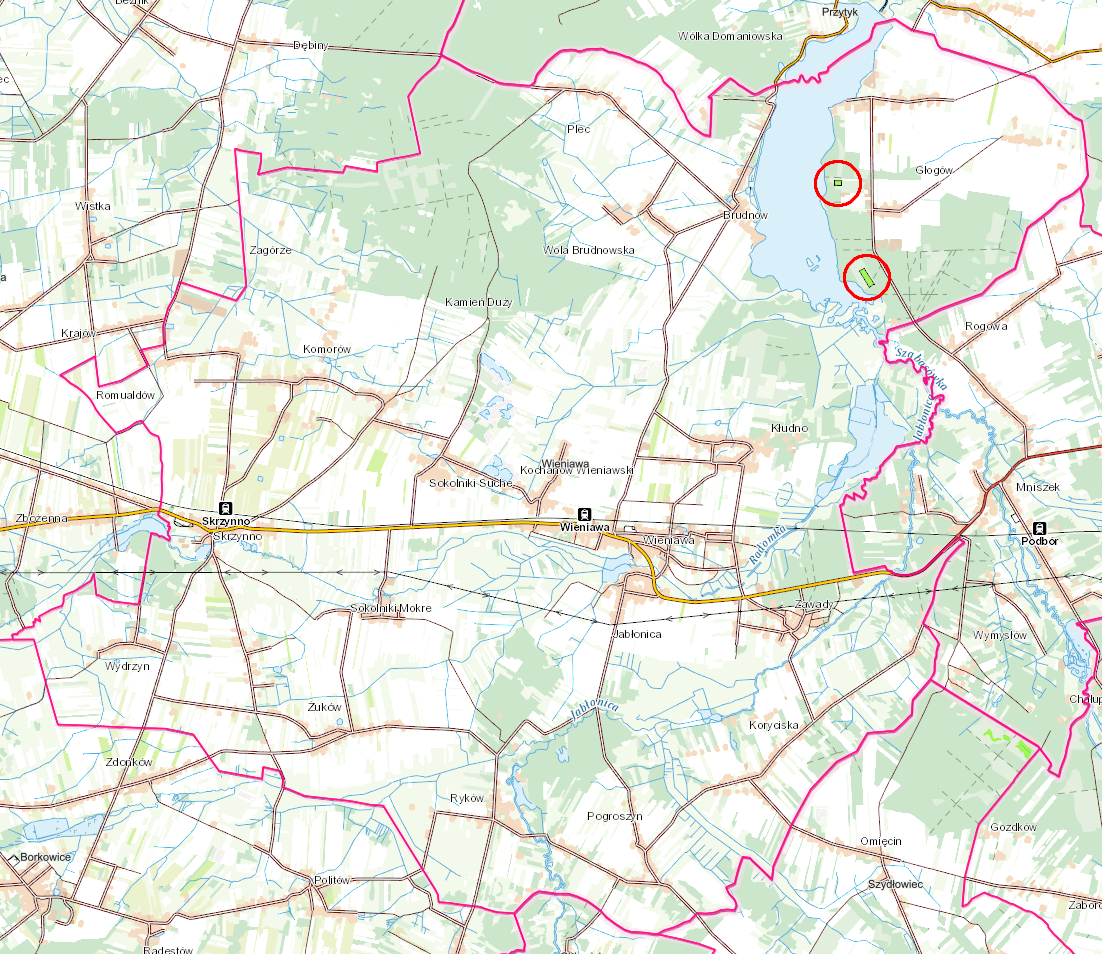 Przytyk
Wólka Domaniowska
Dębiny
Plec
Głogów
Wistka
Brudnów
Zagórze
Wola Brudnowska
Kamień Duży
Rogowa
Krajów
Komorów
Szabasówka
Romualdów
Jabłonica
Kłudno
Wieniawa
Kochanów Wieniawski
Sokolniki Suche
Mniszek
Zbożenna
Skrzynno
Skrzynno
Wieniawa
Wieniawa
Radomka
Podbór
Sokolniki Mokre
Zawady
Jabłonica
Wymysłów
Wydrzyn
Żuków
Jabłonica
Koryciska
Zdonków
Ryków
Pogroszyn
Gozdków
Omięcin
Borkowice
Politów
Szydłowiec
Radestów